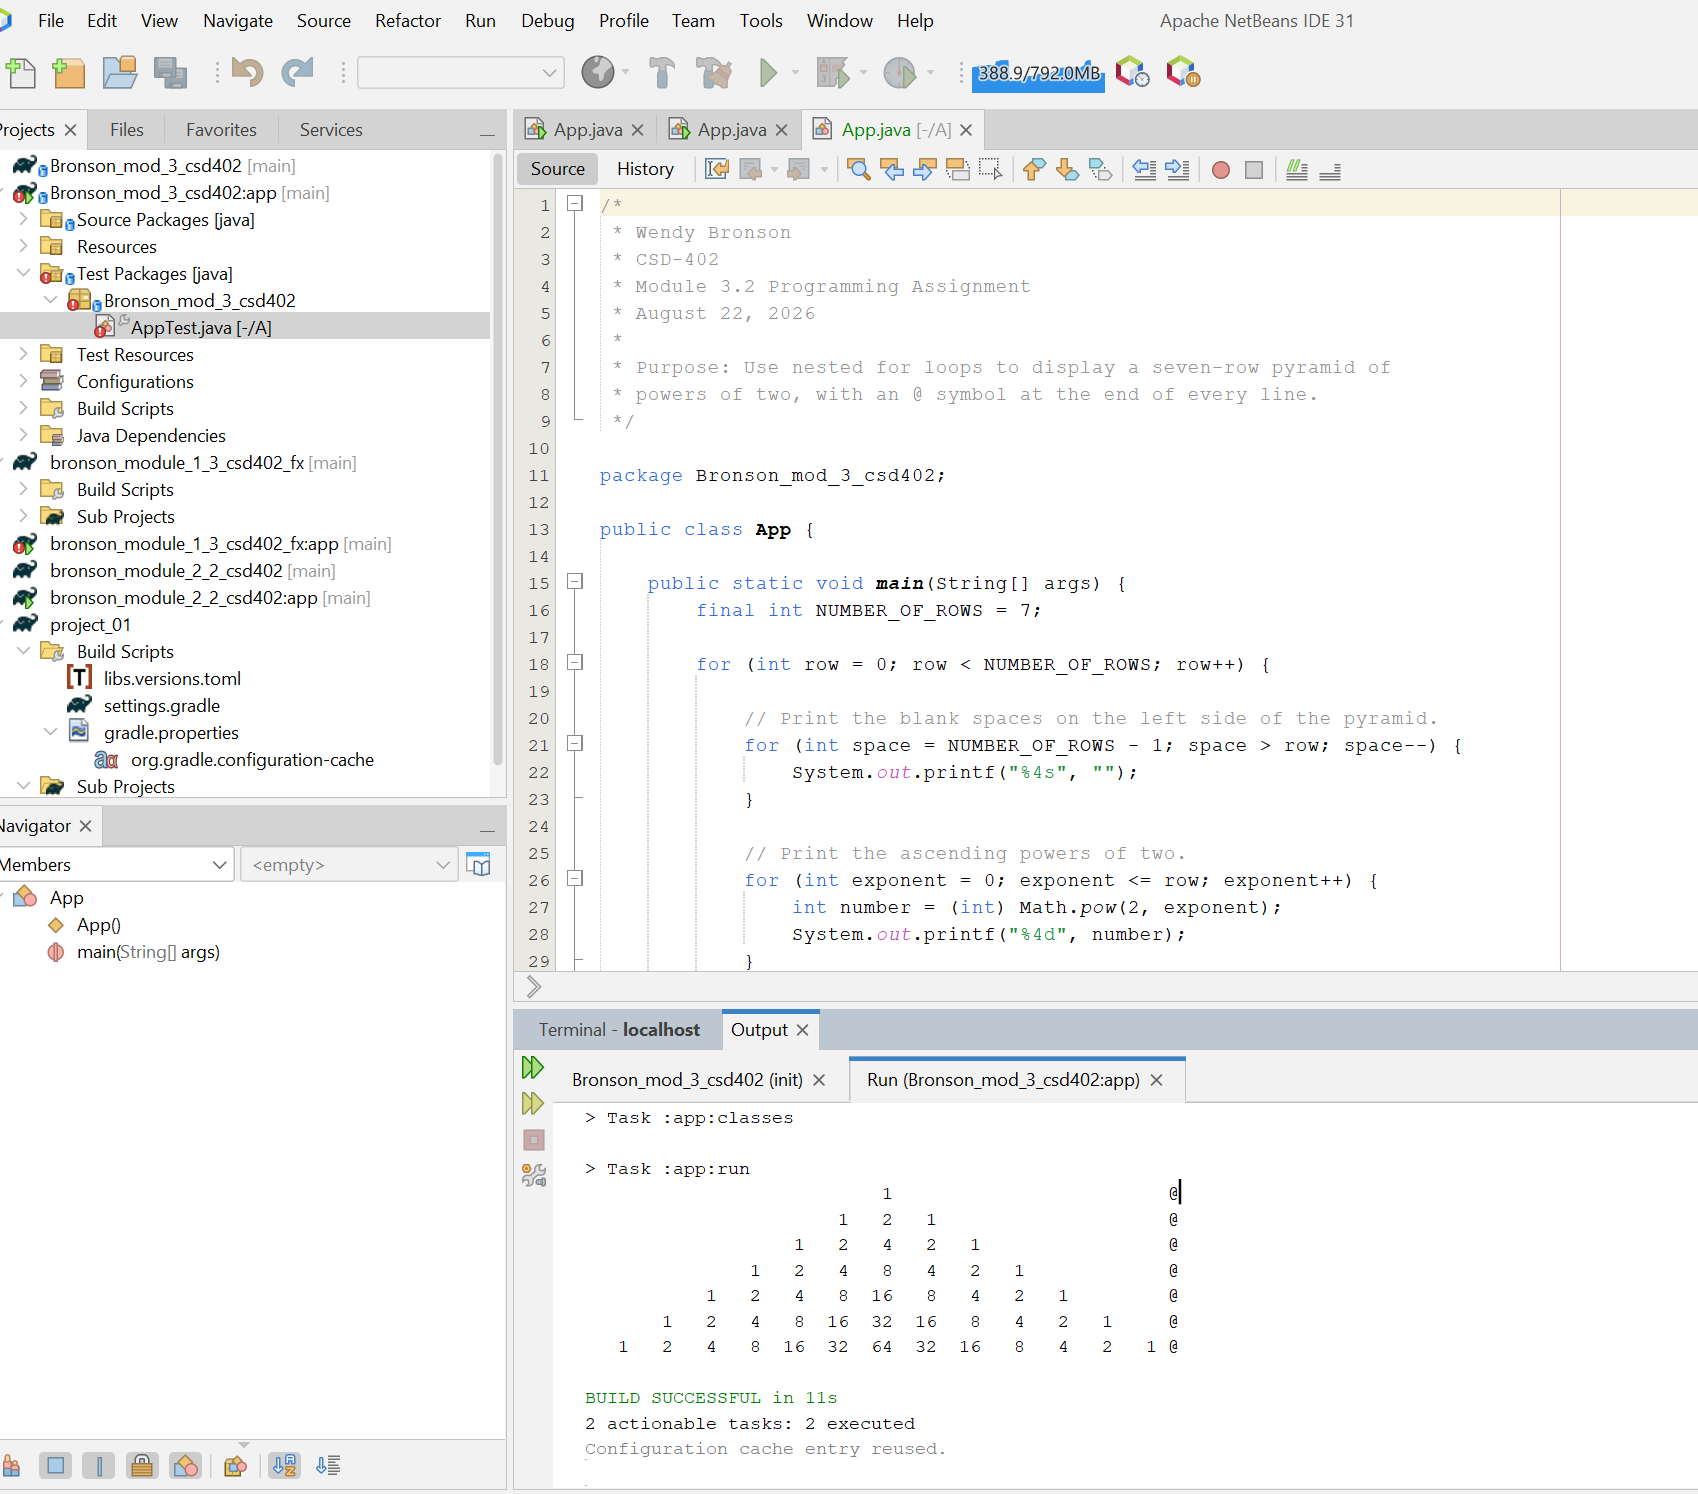 File Edit View Navigate Source Refactor Run Debug Profile Team Tools Window Help Apache NetBeans IDE 31
388.9/792.0MB
Projects Files Favorites Services
Bronson_mod_3_csd402 [main]
Bronson_mod_3_csd402:app [main]
Source Packages [java]
Resources
Test Packages [java]
Bronson_mod_3_csd402
AppTest.java [-/A]
Test Resources
Configurations
Build Scripts
Java Dependencies
bronson_module_1_3_csd402_fx [main]
Build Scripts
Sub Projects
bronson_module_1_3_csd402_fx:app [main]
bronson_module_2_2_csd402 [main]
bronson_module_2_2_csd402:app [main]
project_01
Build Scripts
libs.versions.toml
settings.gradle
gradle.properties
org.gradle.configuration-cache
Sub Projects
Navigator
Members <empty>
App
App()
main(String[] args)
App.java App.java App.java [-/A]
Source History
1 /*
2 * Wendy Bronson
3 * CSD-402
4 * Module 3.2 Programming Assignment
5 * August 22, 2026
6 *
7 * Purpose: Use nested for loops to display a seven-row pyramid of
8 * powers of two, with an @ symbol at the end of every line.
9 */
10
11 package Bronson_mod_3_csd402;
12
13 public class App {
14
15 public static void main(String[] args) {
16 final int NUMBER_OF_ROWS = 7;
17
18 for (int row = 0; row < NUMBER_OF_ROWS; row++) {
19
20 // Print the blank spaces on the left side of the pyramid.
21 for (int space = NUMBER_OF_ROWS - 1; space > row; space--) {
22 System.out.printf("%4s", "");
23 }
24
25 // Print the ascending powers of two.
26 for (int exponent = 0; exponent <= row; exponent++) {
27 int number = (int) Math.pow(2, exponent);
28 System.out.printf("%4d", number);
29 }
Terminal - localhost Output
Bronson_mod_3_csd402 (init) Run (Bronson_mod_3_csd402:app)
> Task :app:classes
> Task :app:run
1 @
1 2 1 @
1 2 4 2 1 @
1 2 4 8 4 2 1 @
1 2 4 8 16 8 4 2 1 @
1 2 4 8 16 32 16 8 4 2 1 @
1 2 4 8 16 32 64 32 16 8 4 2 1 @
BUILD SUCCESSFUL in 11s
2 actionable tasks: 2 executed
Configuration cache entry reused.